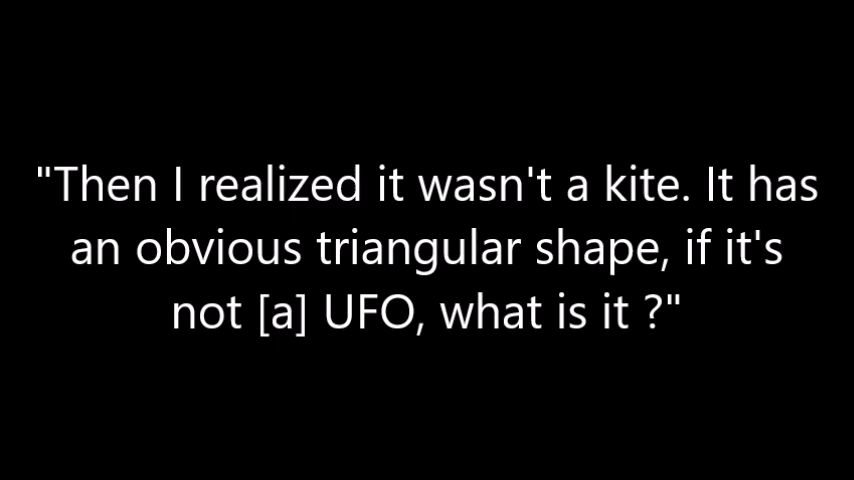 "Then I realized it wasn't a kite. It has
an obvious triangular shape, if it's
not [a] UFO, what is it ?"